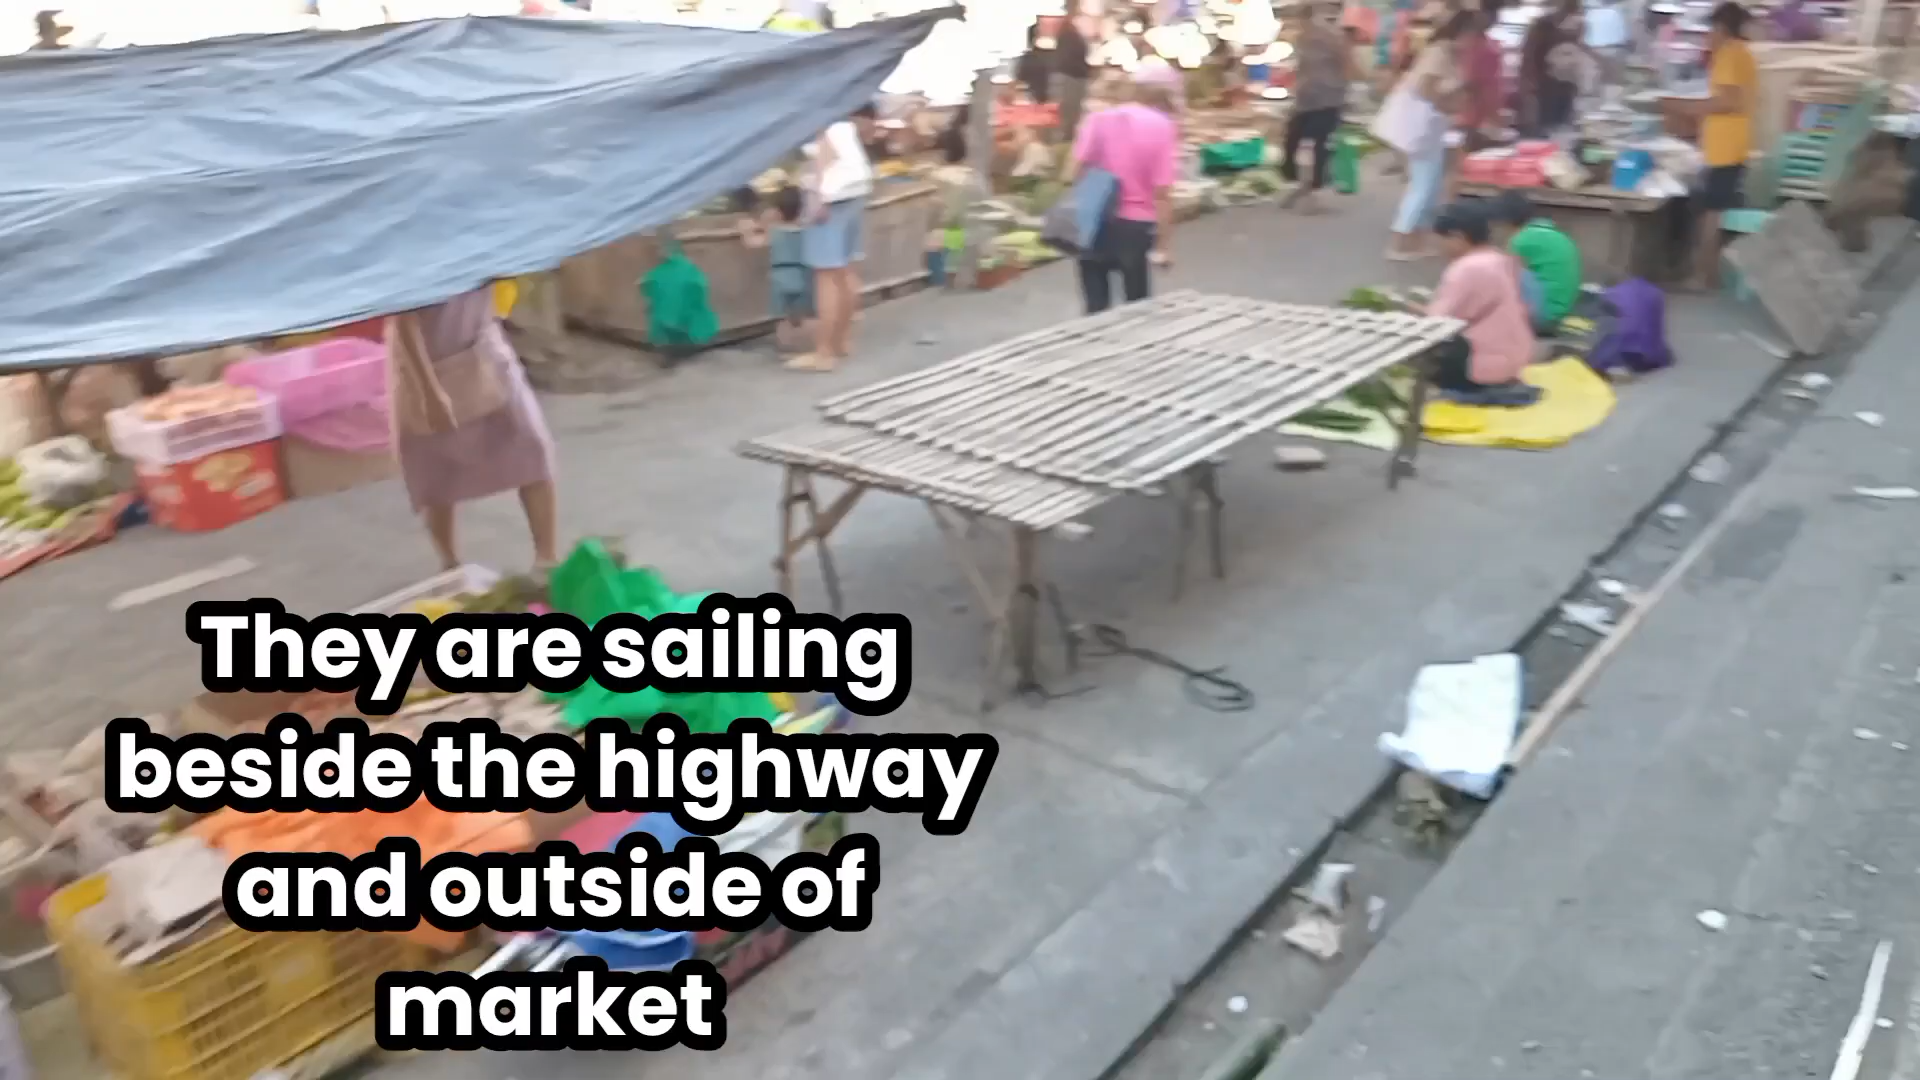 They are sailing
beside the highway
and outside of
market